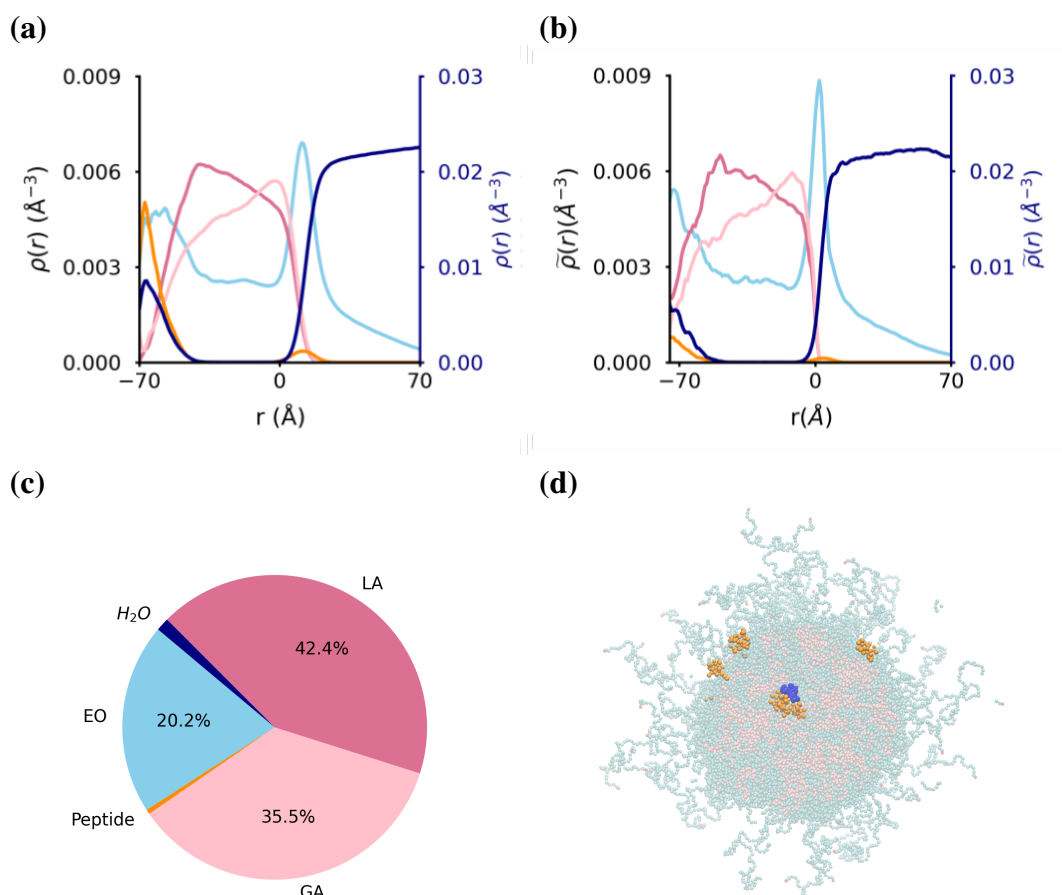 (a)
(b)
0.009
0.006
0.003
0.000
ρ(r) (Å⁻³)
0.03
0.02
0.01
0.00
ρ(r) (Å⁻³)
−70
0
70
r (Å)
0.009
0.006
0.003
0.000
ρ̃(r)(Å⁻³)
0.03
0.02
0.01
0.00
ρ̃(r) (Å⁻³)
−70
0
70
r(Å)
(c)
(d)
LA
42.4%
H₂O
EO
20.2%
Peptide
35.5%
GA